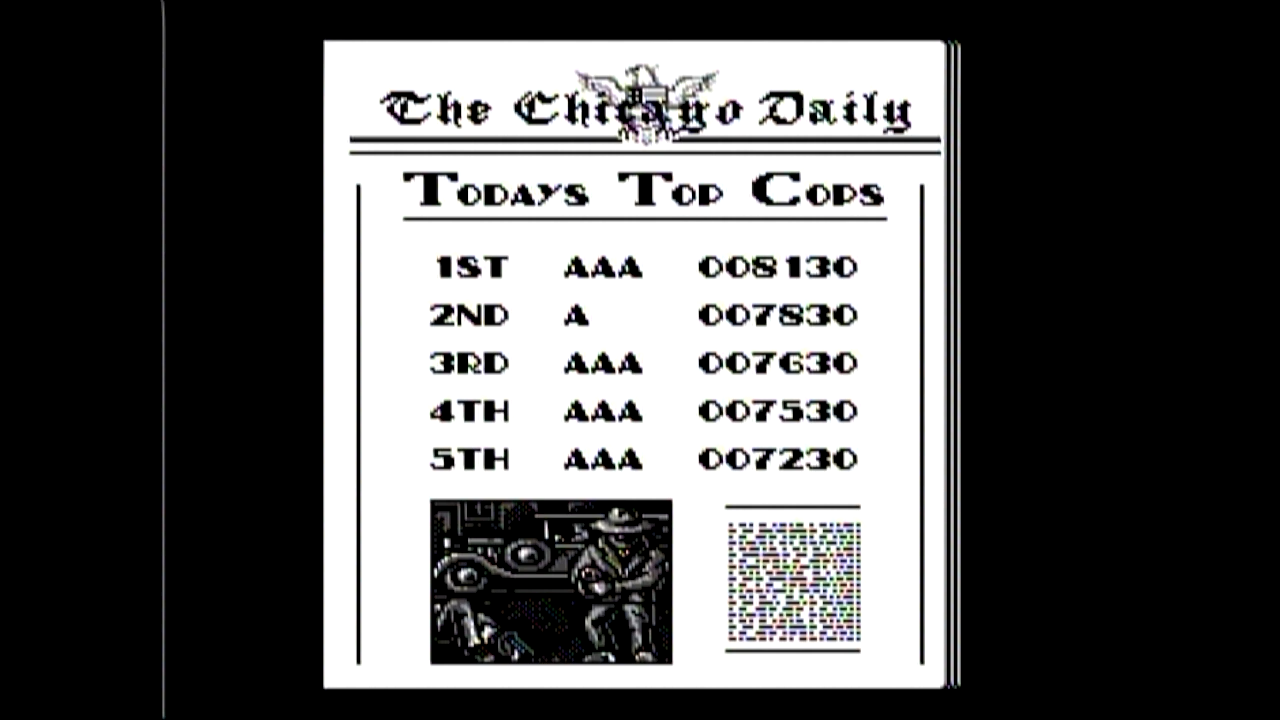 The Chicago Daily
Todays Top Cops
1ST AAA 008130
2ND A 007830
3RD AAA 007630
4TH AAA 007530
5TH AAA 007230